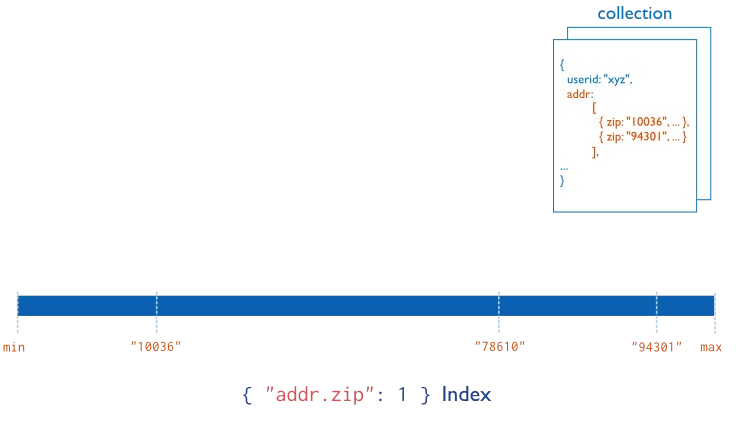 collection
{
userid: "xyz",
addr:
[
{ zip: "10036", ... },
{ zip: "94301", ... }
],
...
}
min "10036" "78610" "94301" max
{ "addr.zip": 1 } Index